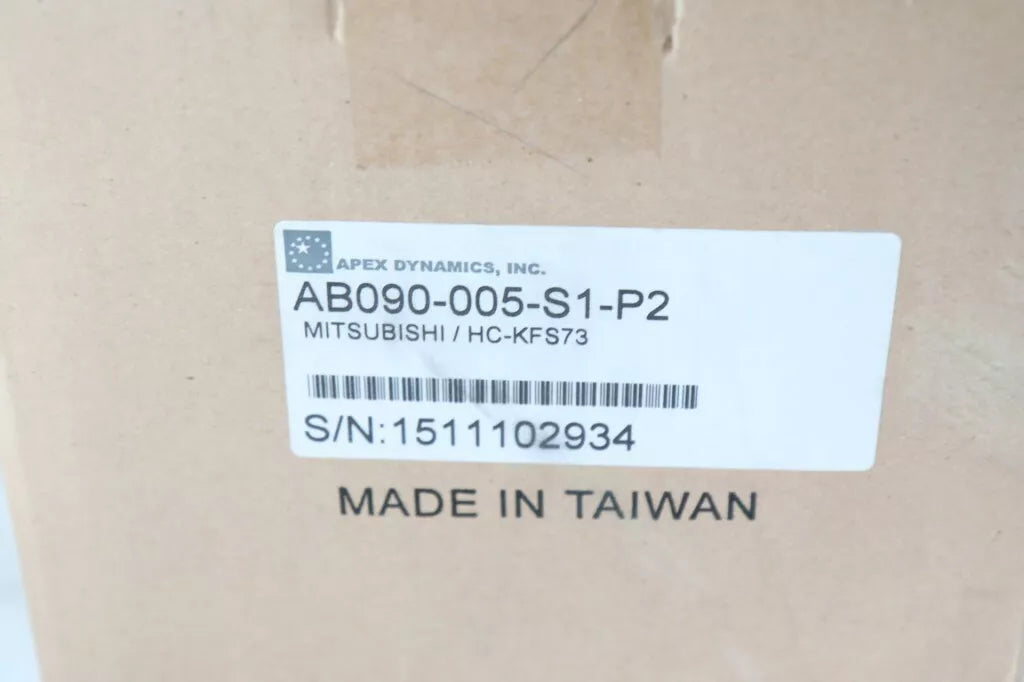 APEX DYNAMICS, INC.
AB090-005-S1-P2
MITSUBISHI / HC-KFS73
S/N:1511102934
MADE IN TAIWAN